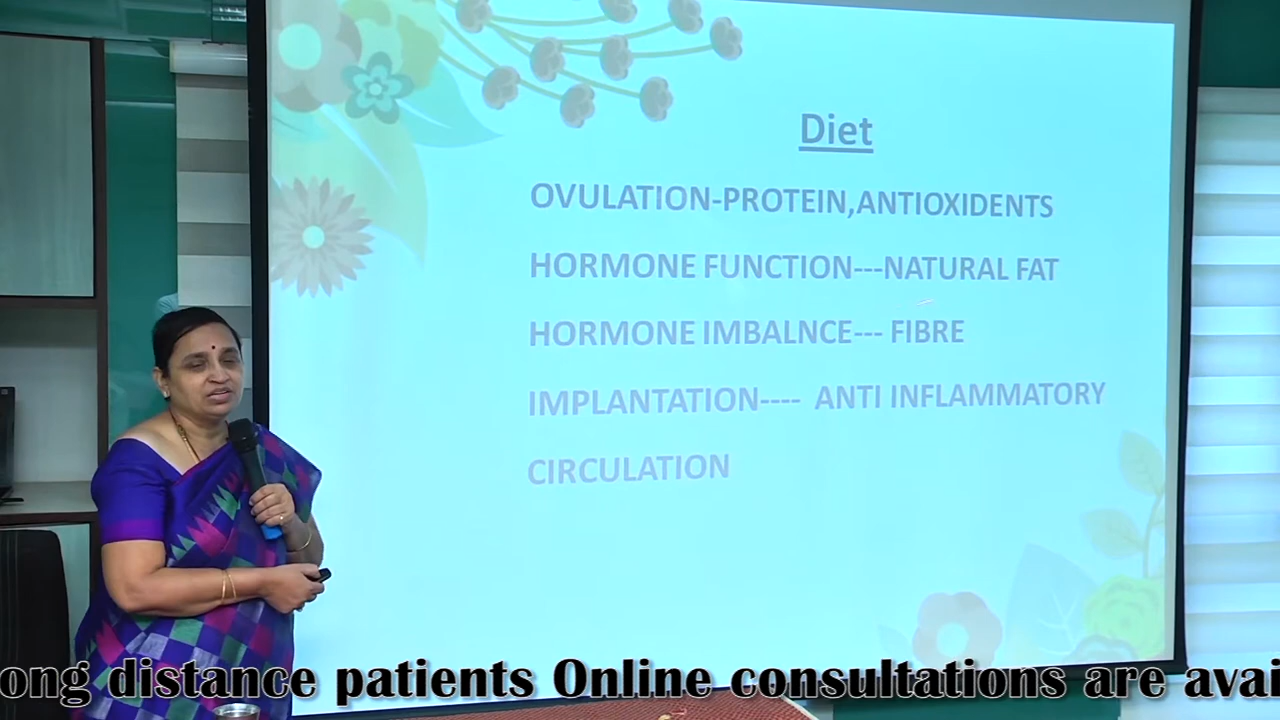 Diet
OVULATION-PROTEIN,ANTIOXIDENTS
HORMONE FUNCTION---NATURAL FAT
HORMONE IMBALNCE--- FIBRE
IMPLANTATION---- ANTI INFLAMMATORY
CIRCULATION
ong distance patients Online consultations are avai